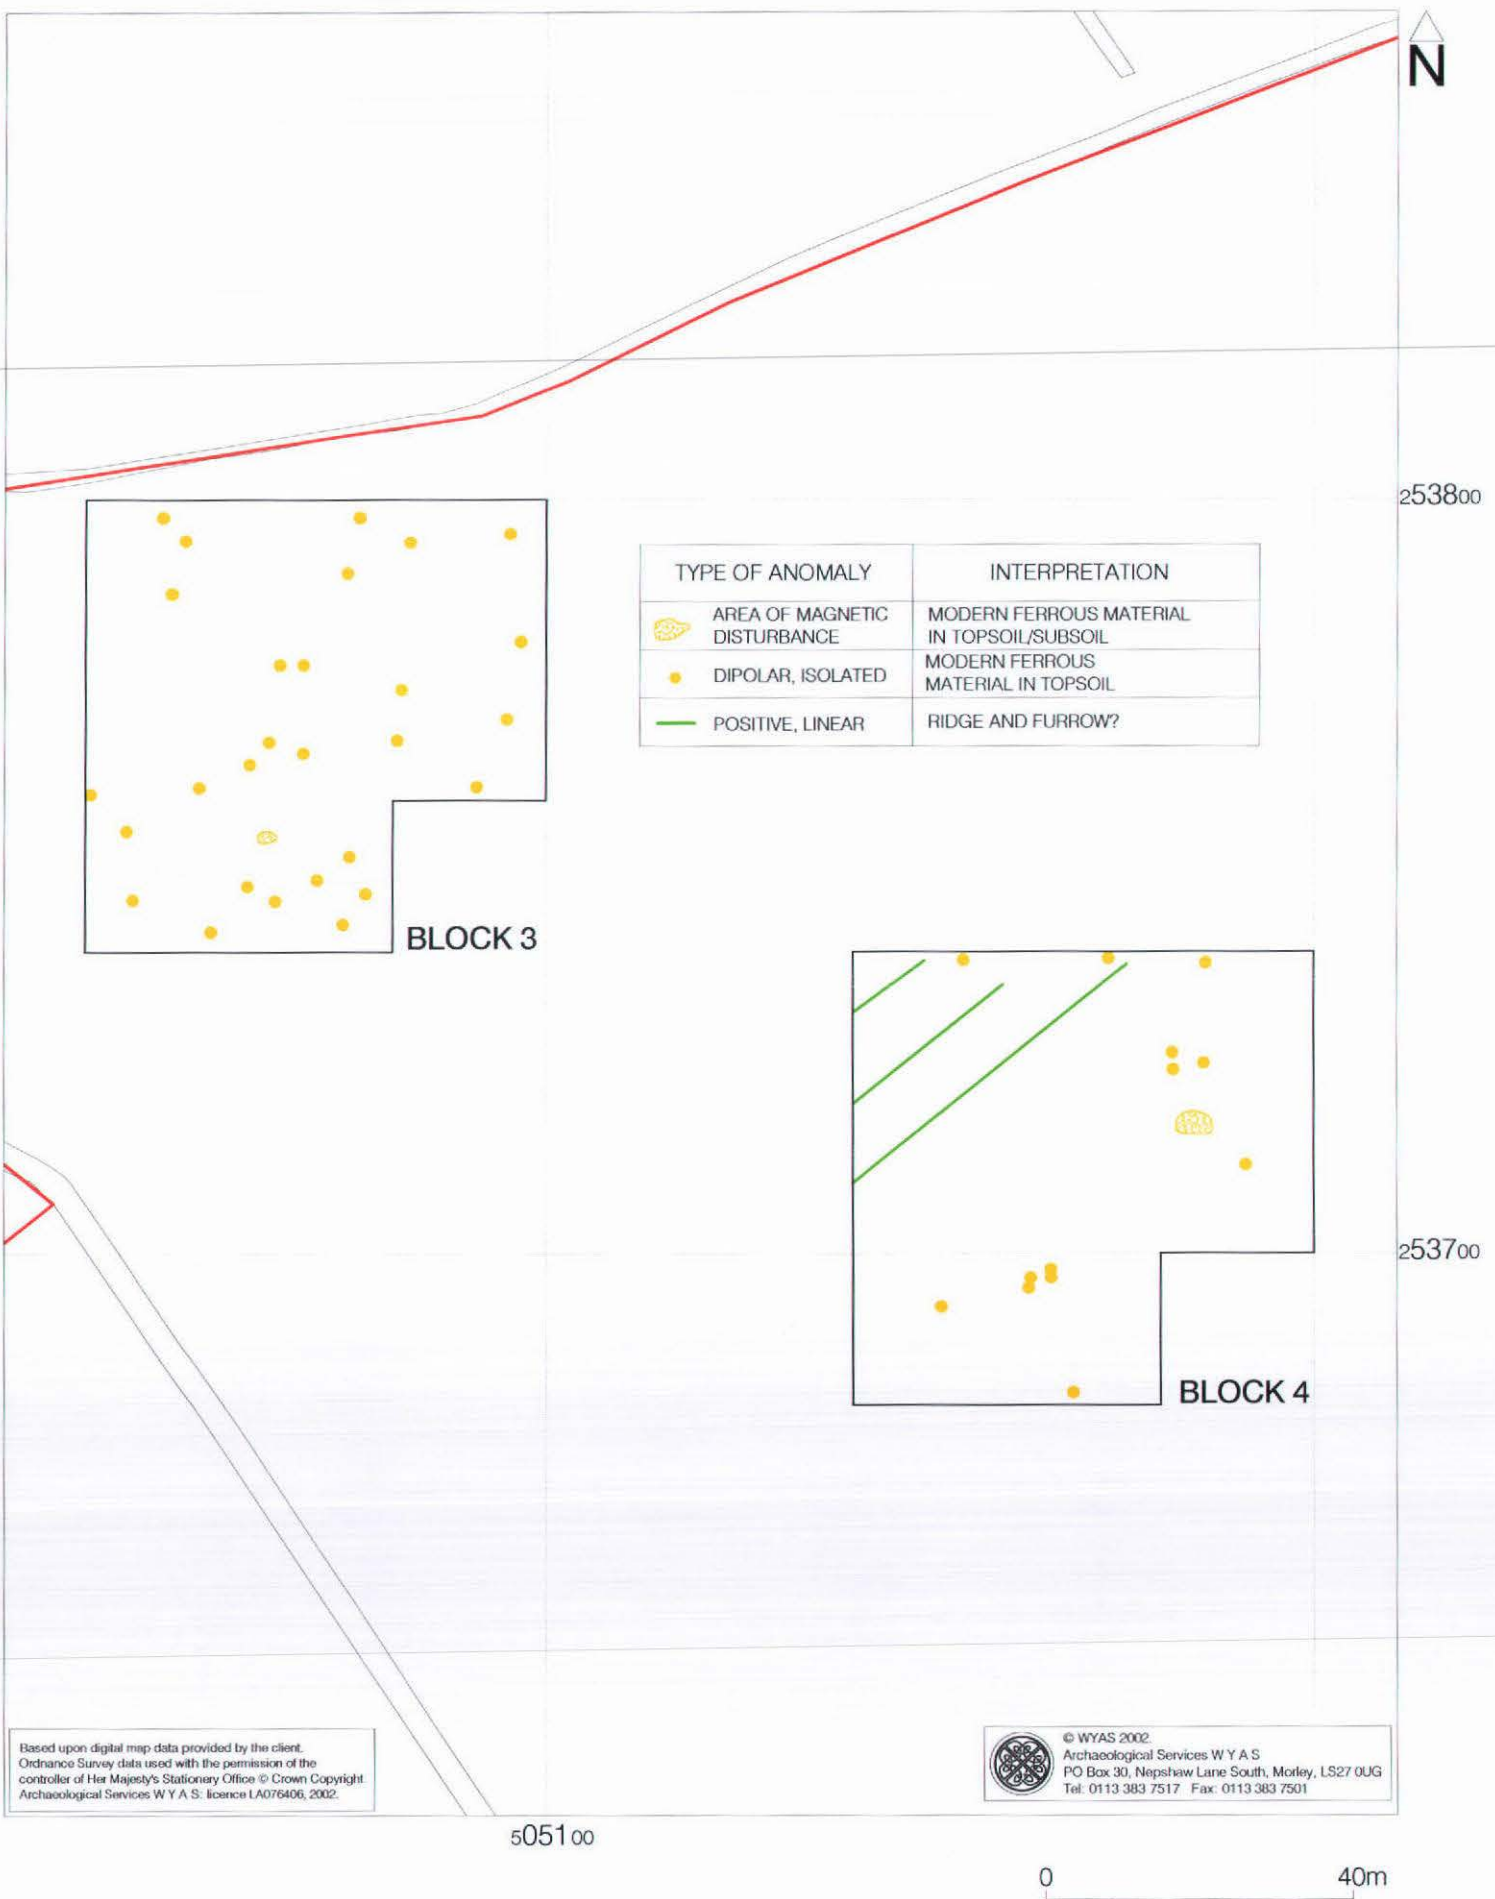 N
253800
TYPE OF ANOMALY
INTERPRETATION
AREA OF MAGNETIC
DISTURBANCE
MODERN FERROUS MATERIAL
IN TOPSOIL/SUBSOIL
DIPOLAR, ISOLATED
MODERN FERROUS
MATERIAL IN TOPSOIL
POSITIVE, LINEAR
RIDGE AND FURROW?
BLOCK 3
253700
BLOCK 4
Based upon digital map data provided by the client.
Ordnance Survey data used with the permission of the
controller of Her Majesty's Stationery Office © Crown Copyright.
Archaeological Services W Y A S: licence LA076406, 2002.
© WYAS 2002.
Archaeological Services W Y A S
PO Box 30, Nepshaw Lane South, Morley, LS27 0UG
Tel: 0113 383 7517 Fax: 0113 383 7501
505100
0 40m